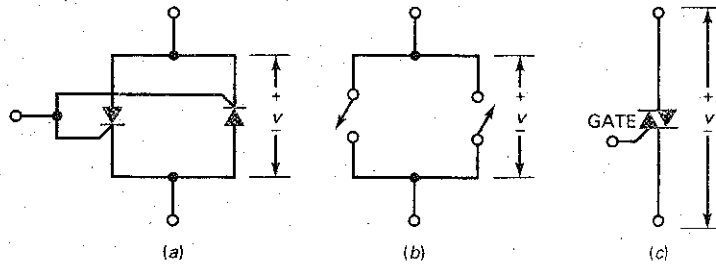 + v -
+ v -
GATE
+ v -
(a)
(b)
(c)